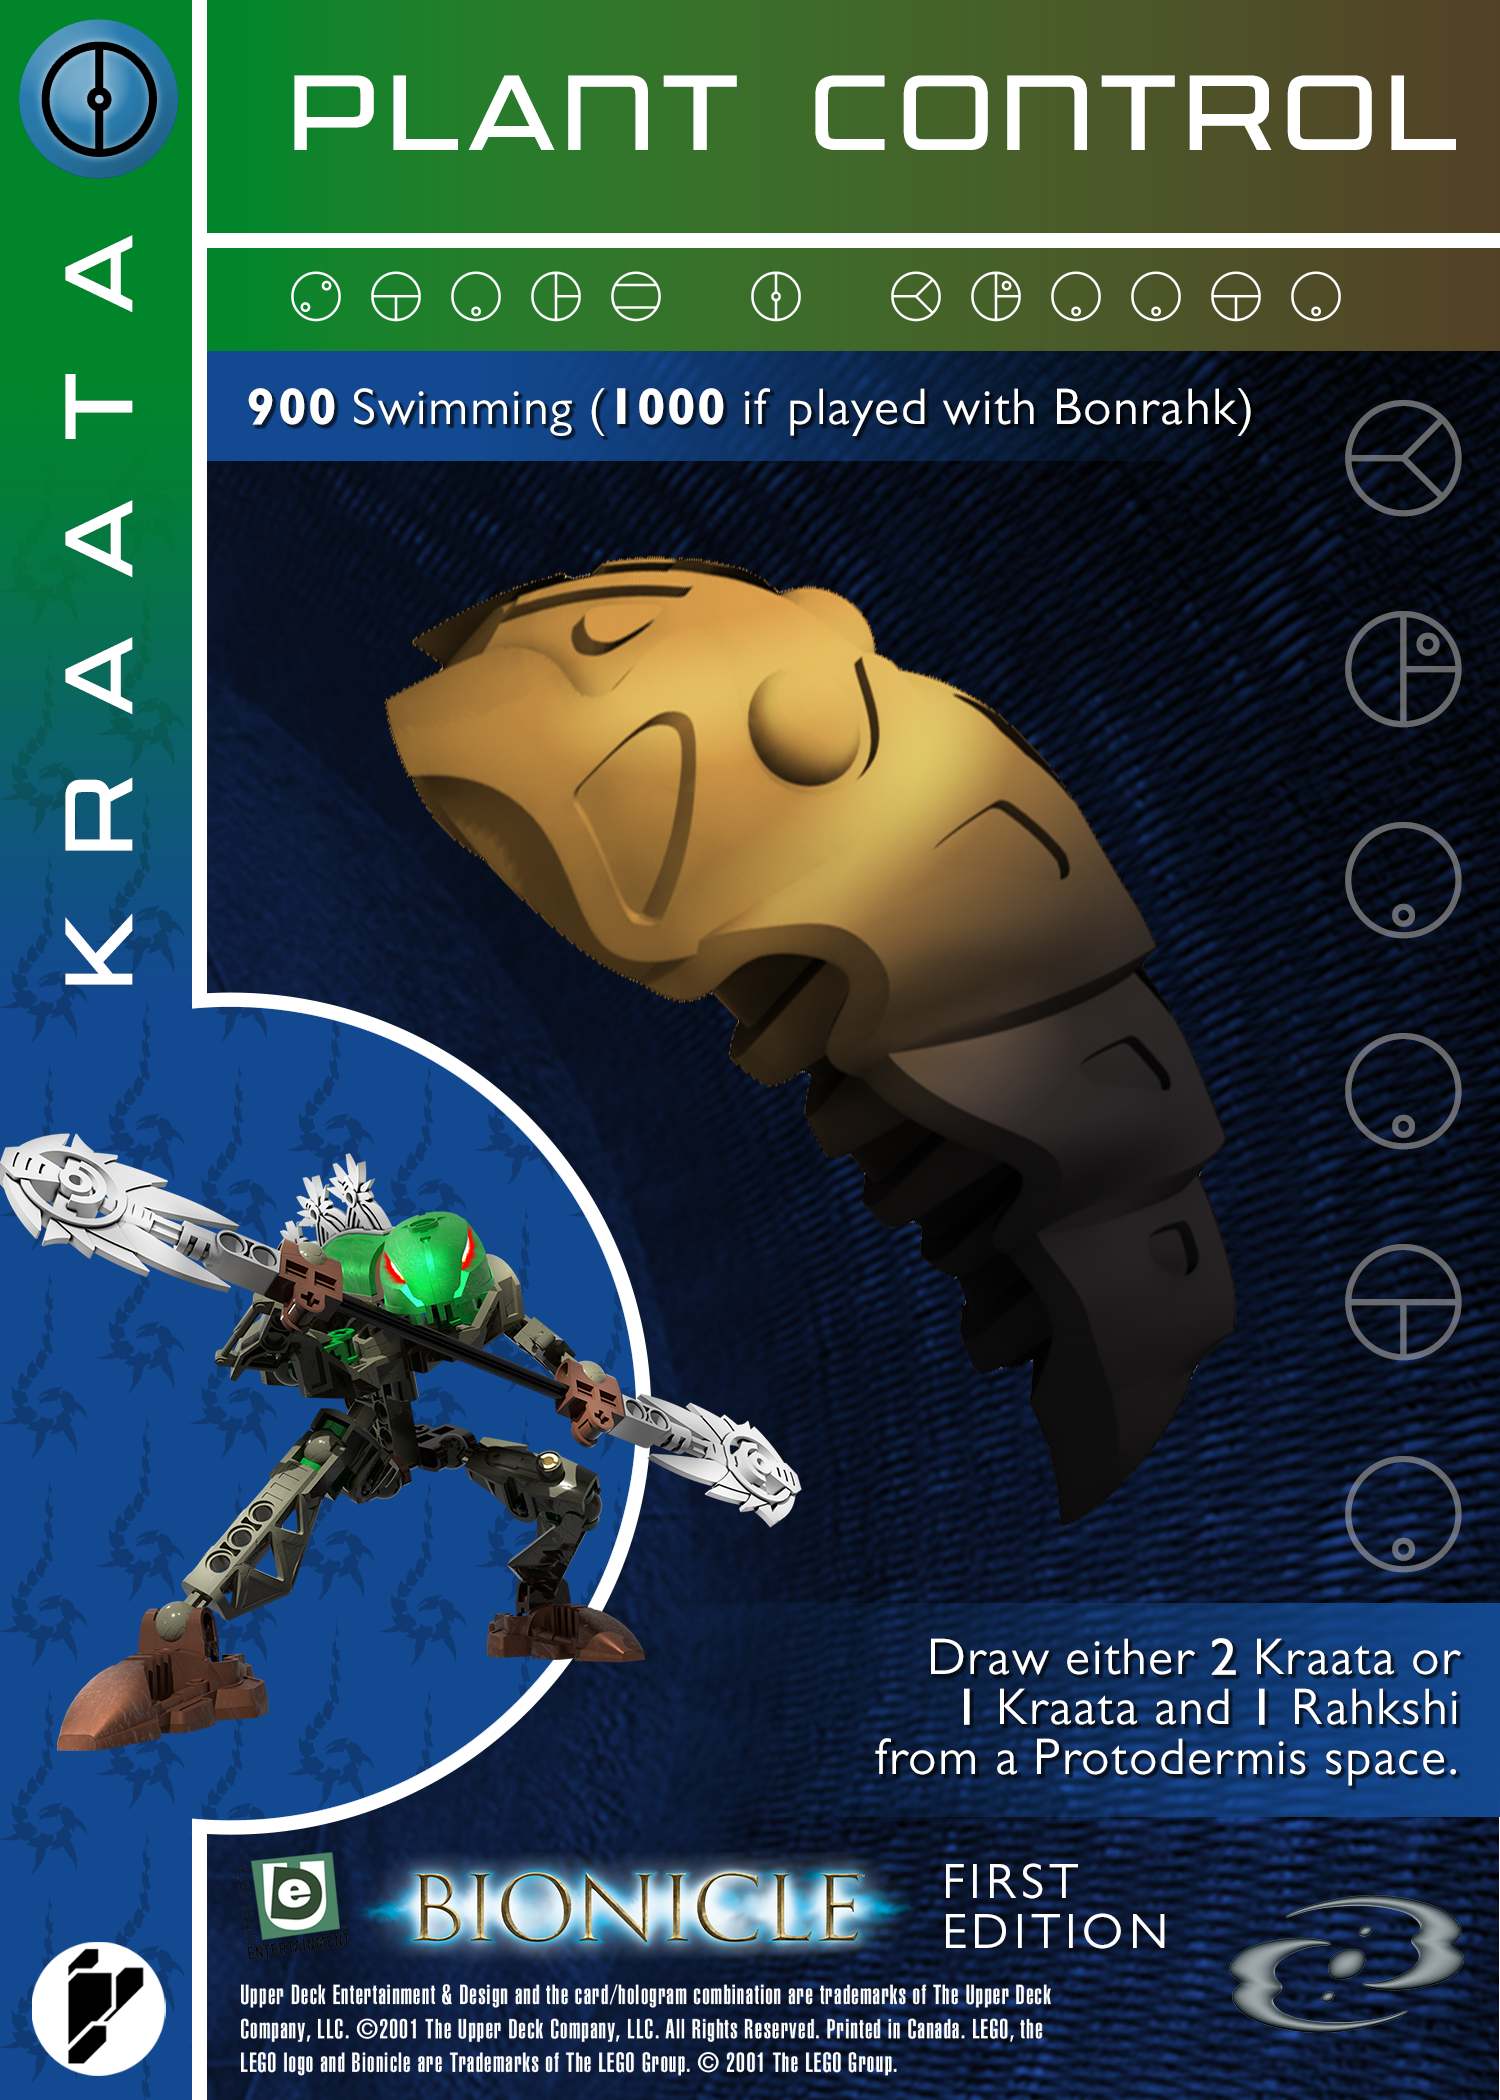 PLANT CONTROL
KRAATA
900 Swimming (1000 if played with Bonrahk)
Draw either 2 Kraata or
1 Kraata and 1 Rahkshi
from a Protodermis space.
e
ENTERTAINMENT
BIONICLE
FIRST
EDITION
Upper Deck Entertainment & Design and the card/hologram combination are trademarks of The Upper Deck
Company, LLC. ©2001 The Upper Deck Company, LLC. All Rights Reserved. Printed in Canada. LEGO, the
LEGO logo and Bionicle are Trademarks of The LEGO Group. © 2001 The LEGO Group.